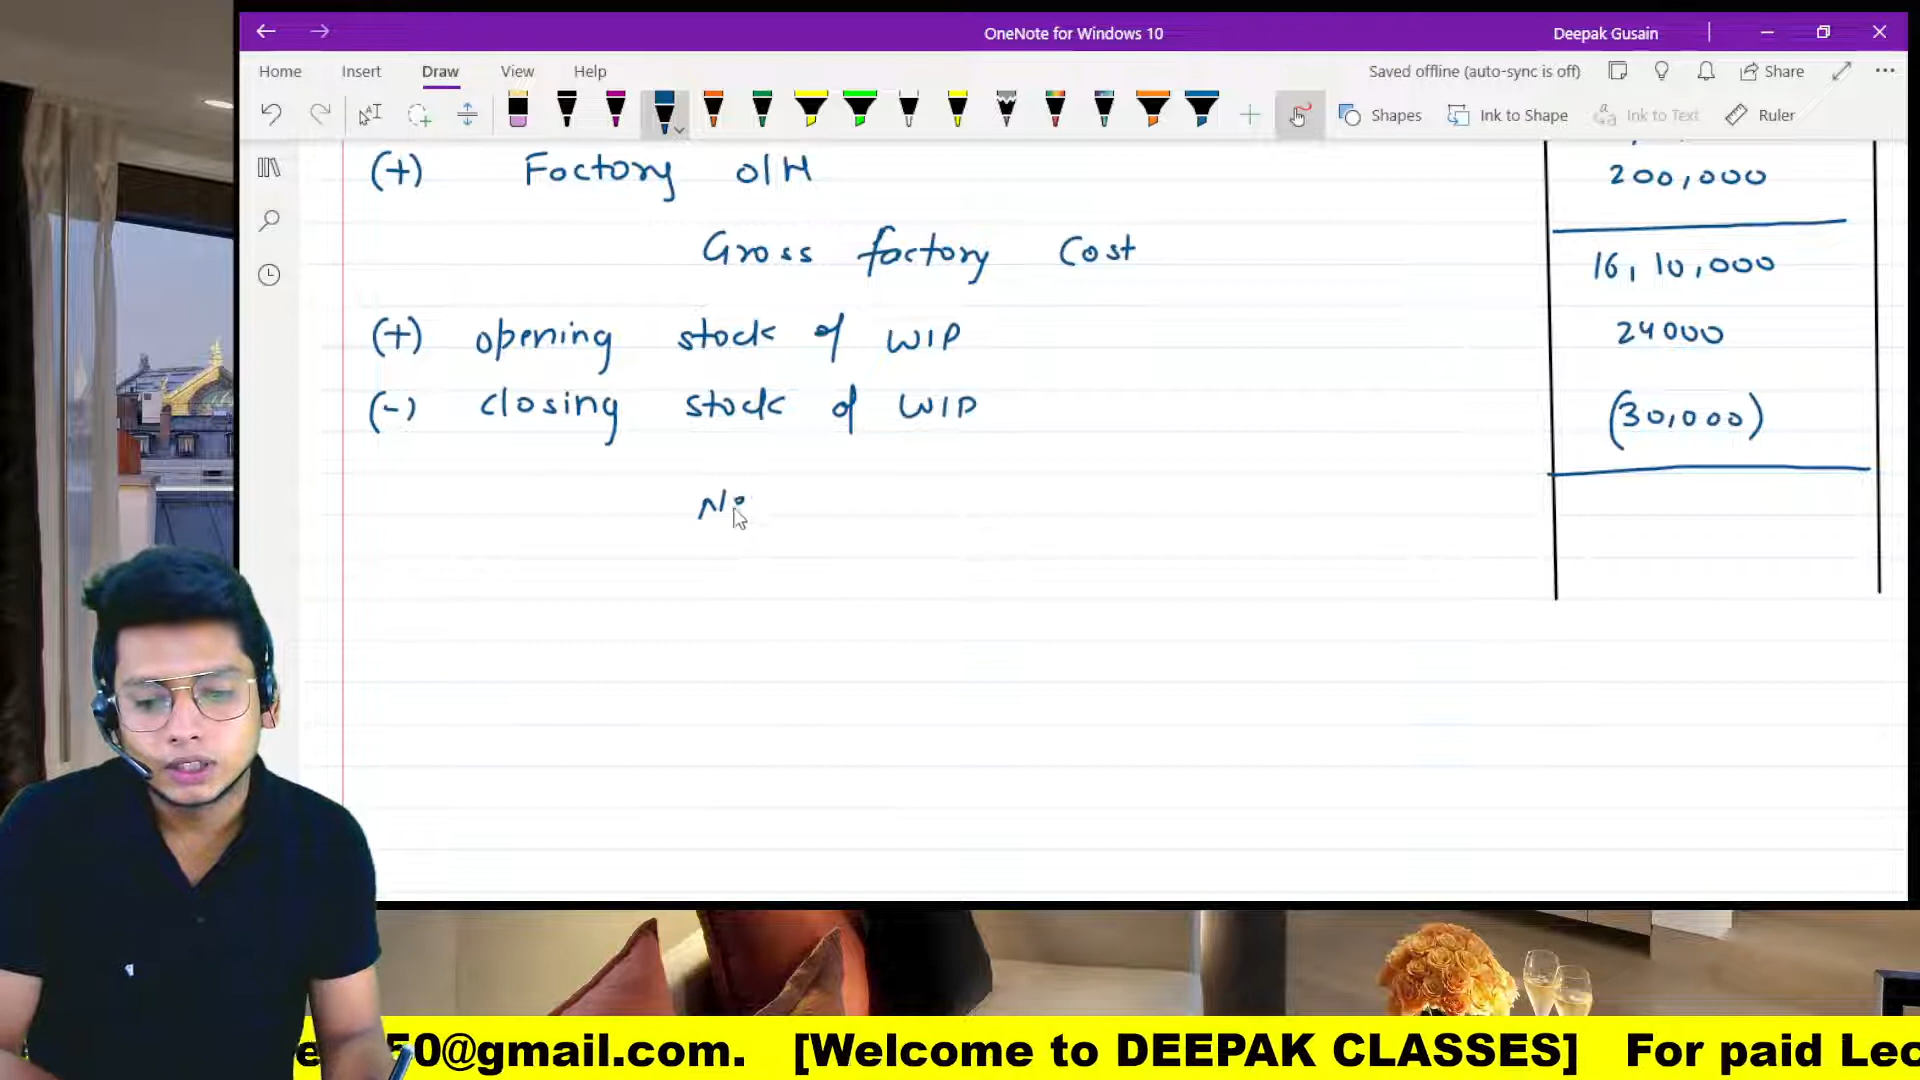 OneNote for Windows 10
Deepak Gusain
Home Insert Draw View Help
Saved offline (auto-sync is off)
Share
Shapes
Ink to Shape
Ink to Text
Ruler
(+) Factory O/H 200,000
Gross factory Cost 16,10,000
(+) opening stock of WIP 24000
(-) closing stock of WIP (30,000)
50@gmail.com. [Welcome to DEEPAK CLASSES] For paid